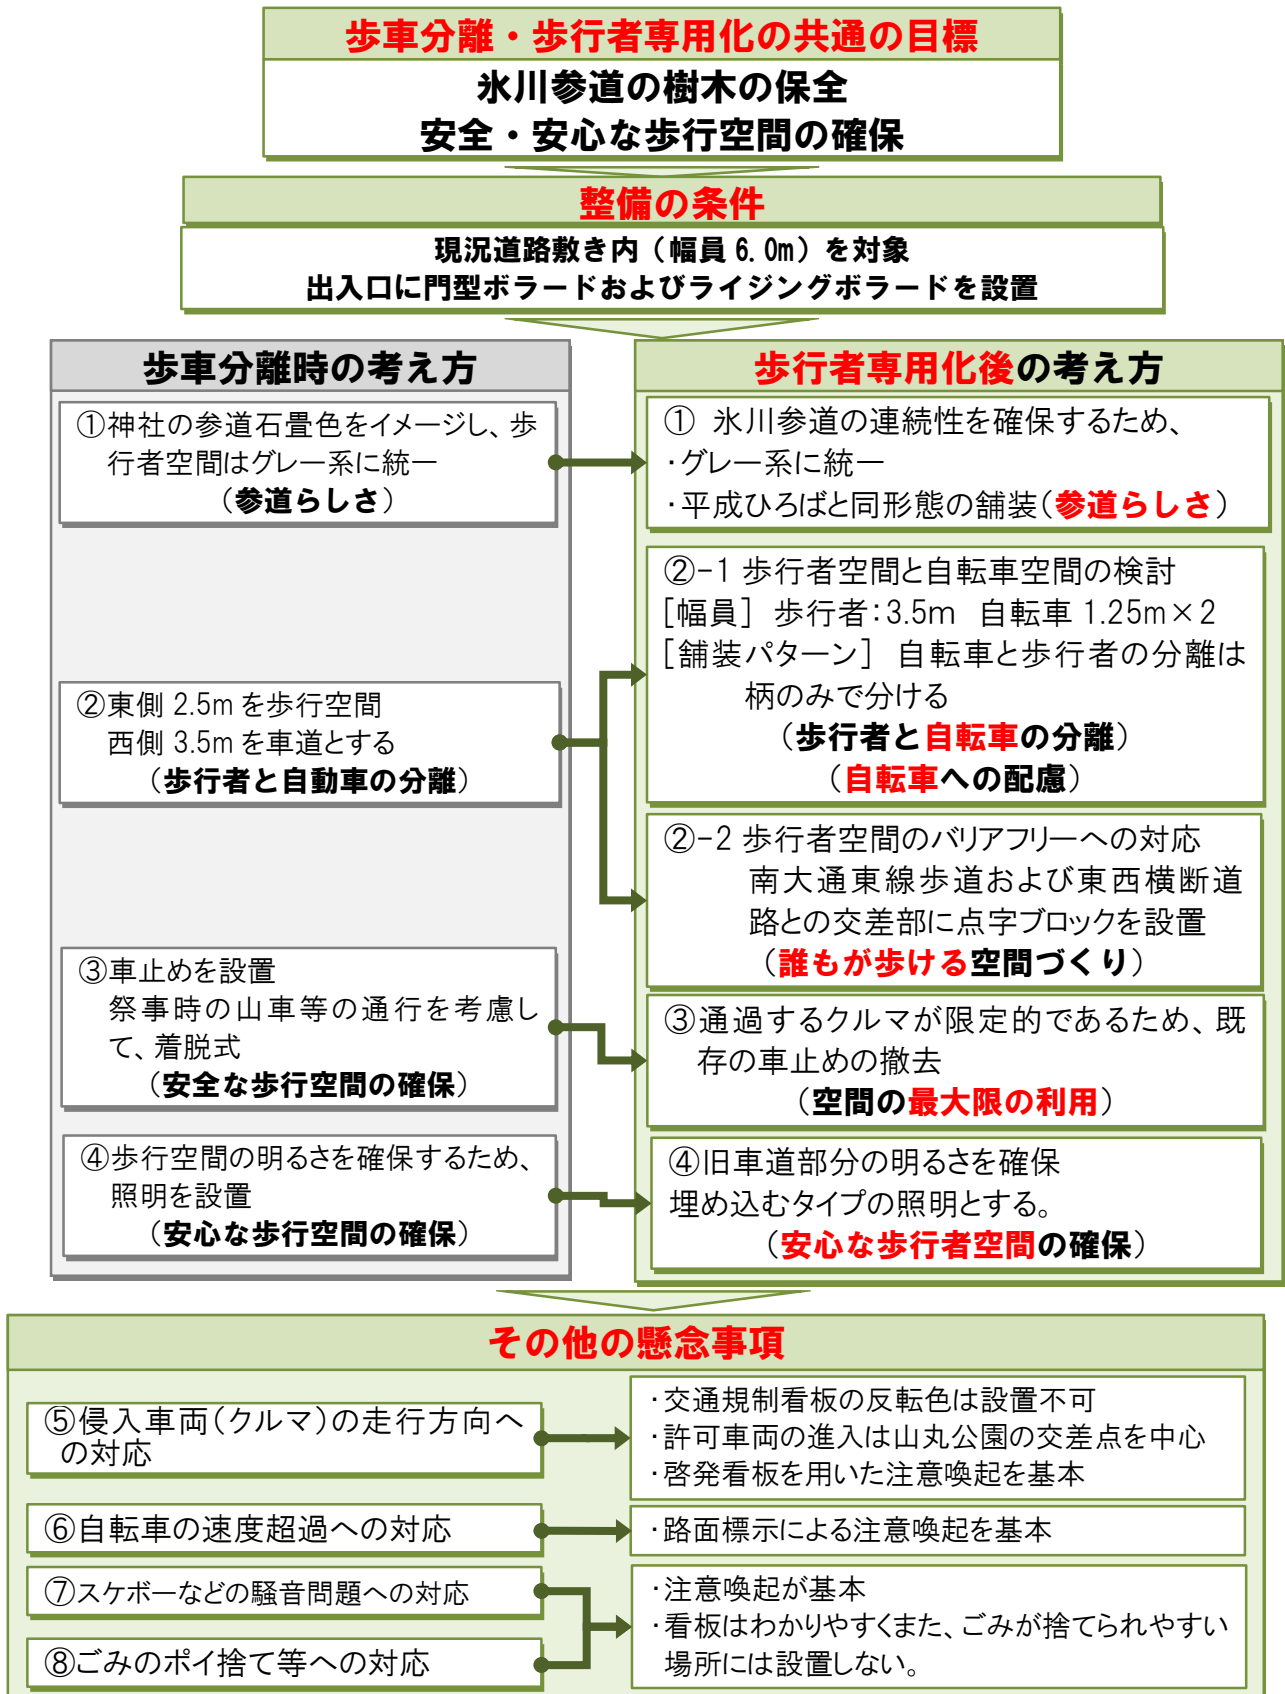 歩車分離・歩行者専用化の共通の目標
氷川参道の樹木の保全
安全・安心な歩行空間の確保
整備の条件
現況道路敷き内（幅員 6.0m）を対象
出入口に門型ボラードおよびライジングボラードを設置
歩車分離時の考え方
①神社の参道石畳色をイメージし、歩
行者空間はグレー系に統一
（参道らしさ）
②東側 2.5m を歩行空間
西側 3.5m を車道とする
（歩行者と自動車の分離）
③車止めを設置
祭事時の山車等の通行を考慮し
て、着脱式
（安全な歩行空間の確保）
④歩行空間の明るさを確保するため、
照明を設置
（安心な歩行空間の確保）
歩行者専用化後の考え方
① 氷川参道の連続性を確保するため、
・グレー系に統一
・平成ひろばと同形態の舗装（参道らしさ）
②-1 歩行者空間と自転車空間の検討
［幅員］ 歩行者：3.5m 自転車 1.25m×2
［舗装パターン］ 自転車と歩行者の分離は
柄のみで分ける
（歩行者と自転車の分離）
（自転車への配慮）
②-2 歩行者空間のバリアフリーへの対応
南大通東線歩道および東西横断道
路との交差部に点字ブロックを設置
（誰もが歩ける空間づくり）
③通過するクルマが限定的であるため、既
存の車止めの撤去
（空間の最大限の利用）
④旧車道部分の明るさを確保
埋め込むタイプの照明とする。
（安心な歩行者空間の確保）
その他の懸念事項
⑤侵入車両（クルマ）の走行方向へ
の対応
・交通規制看板の反転色は設置不可
・許可車両の進入は山丸公園の交差点を中心
・啓発看板を用いた注意喚起を基本
⑥自転車の速度超過への対応
・路面標示による注意喚起を基本
⑦スケボーなどの騒音問題への対応
⑧ごみのポイ捨て等への対応
・注意喚起が基本
・看板はわかりやすくまた、ごみが捨てられやすい
場所には設置しない。